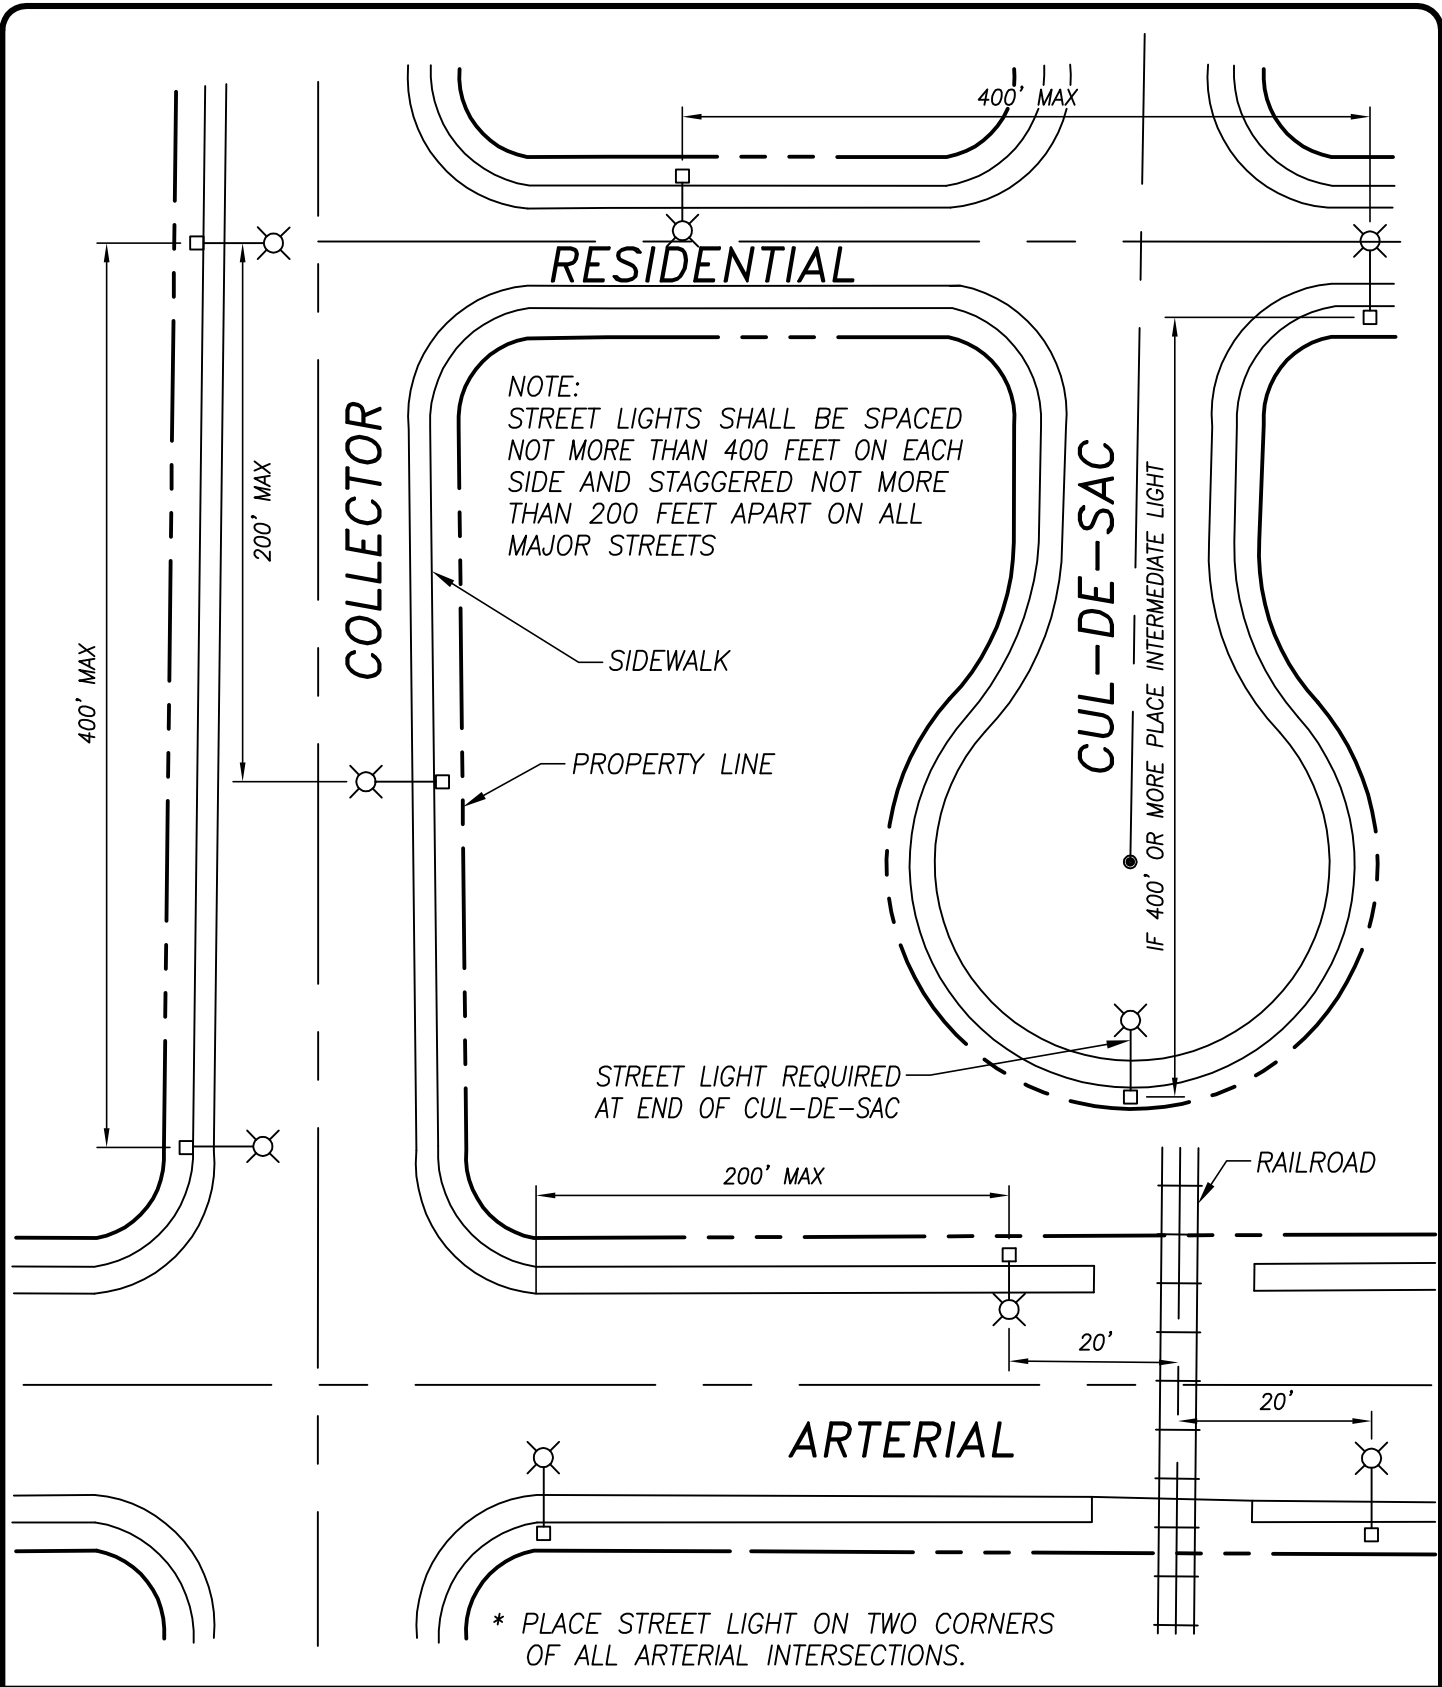 400' MAX
RESIDENTIAL
NOTE:
STREET LIGHTS SHALL BE SPACED
NOT MORE THAN 400 FEET ON EACH
SIDE AND STAGGERED NOT MORE
THAN 200 FEET APART ON ALL
MAJOR STREETS
COLLECTOR
200' MAX
400' MAX
CUL-DE-SAC
IF 400' OR MORE PLACE INTERMEDIATE LIGHT
SIDEWALK
PROPERTY LINE
STREET LIGHT REQUIRED
AT END OF CUL-DE-SAC
200' MAX
RAILROAD
20'
20'
ARTERIAL
* PLACE STREET LIGHT ON TWO CORNERS
OF ALL ARTERIAL INTERSECTIONS.